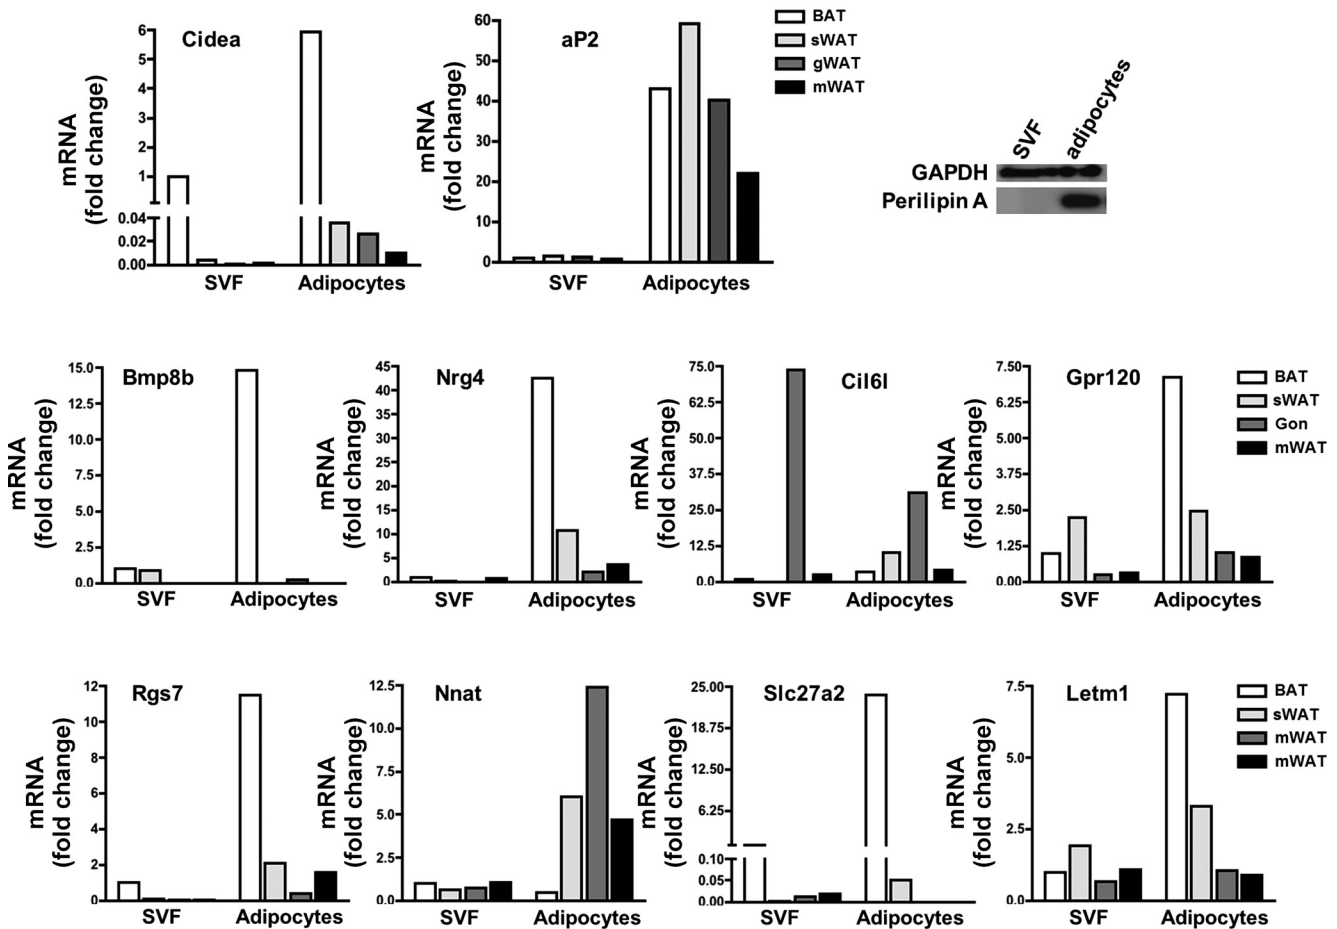 Cidea
mRNA
(fold change)
6
5
4
3
2
1
0.04
0.02
0.00
SVF
Adipocytes
aP2
mRNA
(fold change)
60
50
40
30
20
10
0
SVF
Adipocytes
BAT
sWAT
gWAT
mWAT
SVF
adipocytes
GAPDH
Perilipin A
Bmp8b
mRNA
(fold change)
15.0
12.5
10.0
7.5
5.0
2.5
0.0
SVF
Adipocytes
Nrg4
mRNA
(fold change)
45
40
35
30
25
20
15
10
5
0
SVF
Adipocytes
Cil6l
mRNA
(fold change)
75.0
62.5
50.0
37.5
25.0
12.5
0.0
SVF
Adipocytes
Gpr120
mRNA
(fold change)
7.50
6.25
5.00
3.75
2.50
1.25
0.00
SVF
Adipocytes
BAT
sWAT
Gon
mWAT
Rgs7
mRNA
(fold change)
12
10
8
6
4
2
0
SVF
Adipocytes
Nnat
mRNA
(fold change)
12.5
10.0
7.5
5.0
2.5
0.0
SVF
Adipocytes
Slc27a2
mRNA
(fold change)
25.00
18.75
12.50
6.25
0.10
0.05
0.00
SVF
Adipocytes
Letm1
mRNA
(fold change)
7.5
5.0
2.5
0.0
SVF
Adipocytes
BAT
sWAT
mWAT
mWAT